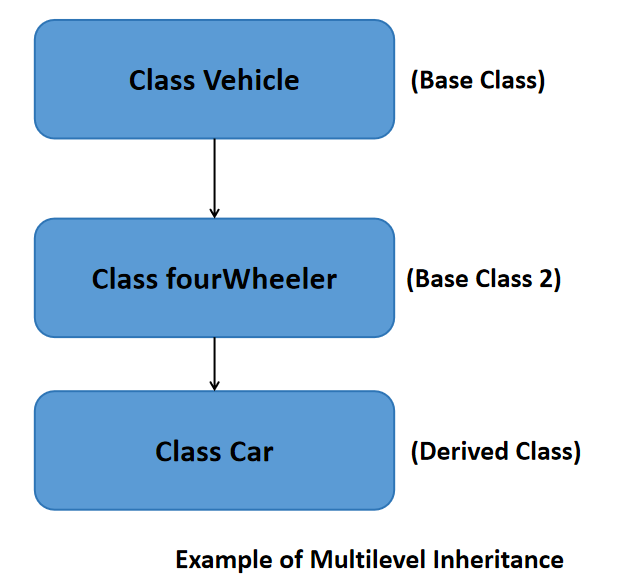 Class Vehicle (Base Class)
Class fourWheeler (Base Class 2)
Class Car (Derived Class)
Example of Multilevel Inheritance